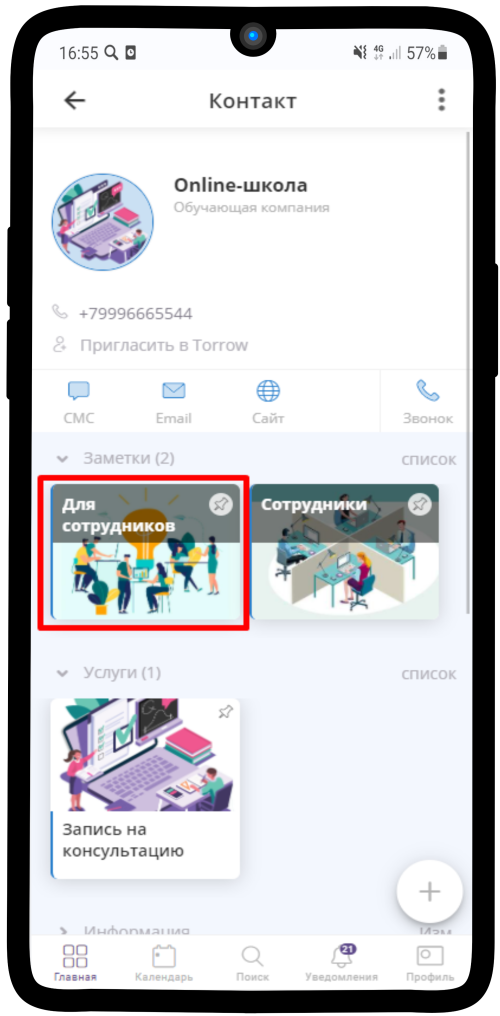 16:55
4G
57%
Контакт
Online-школа
Обучающая компания
+79996665544
Пригласить в Torrow
СМС
Email
Сайт
Звонок
Заметки (2)
список
Для
сотрудников
Сотрудники
Услуги (1)
список
Запись на
консультацию
Информация
Изм
21
Главная
Календарь
Поиск
Уведомления
Профиль